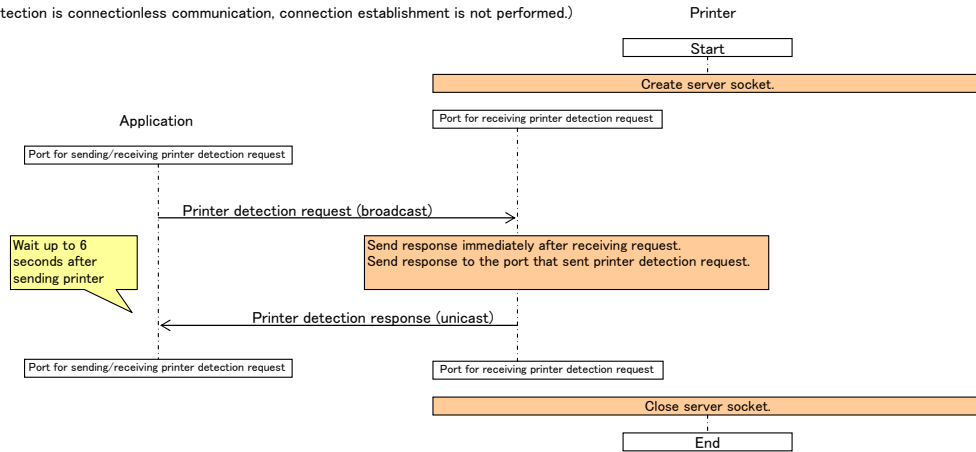 tection is connectionless communication, connection establishment is not performed.)
Printer
Start
Create server socket.
Application
Port for receiving printer detection request
Port for sending/receiving printer detection request
Printer detection request (broadcast)
Wait up to 6
seconds after
sending printer
Send response immediately after receiving request.
Send response to the port that sent printer detection request.
Printer detection response (unicast)
Port for sending/receiving printer detection request
Port for receiving printer detection request
Close server socket.
End